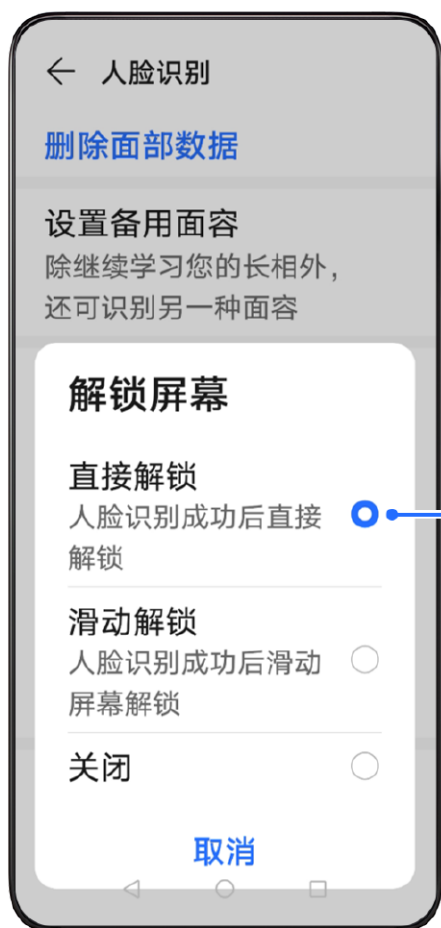 人脸识别
删除面部数据
设置备用面容
除继续学习您的长相外，
还可识别另一种面容
解锁屏幕
直接解锁
人脸识别成功后直接
解锁
滑动解锁
人脸识别成功后滑动
屏幕解锁
关闭
取消